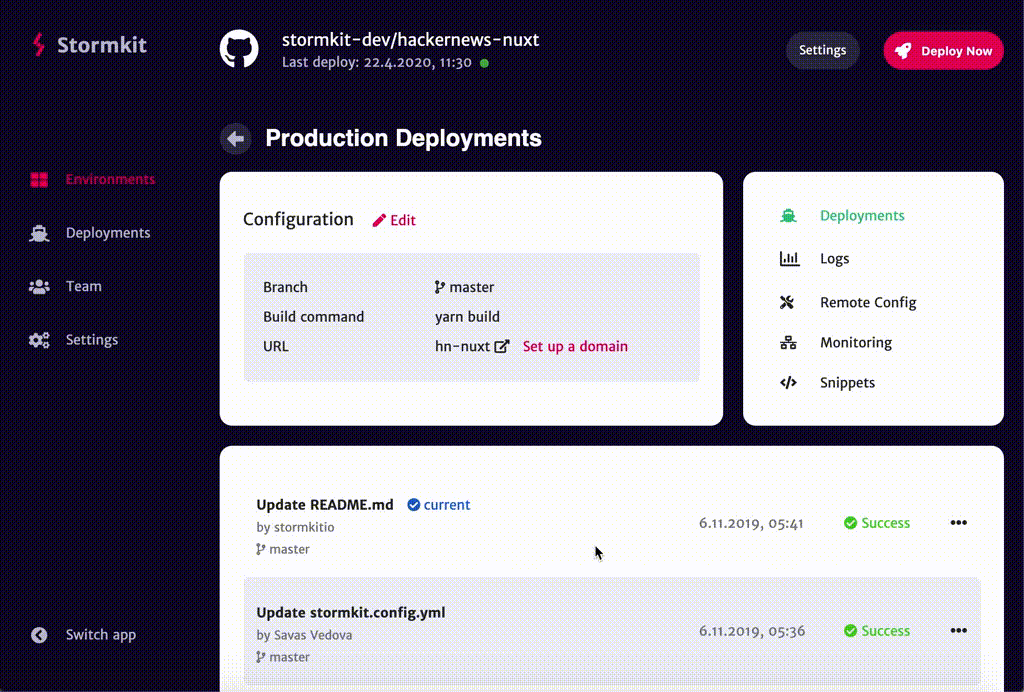 Stormkit
stormkit-dev/hackernews-nuxt
Last deploy: 22.4.2020, 11:30
Settings
Deploy Now
Production Deployments
Environments
Deployments
Team
Settings
Switch app
Configuration
Edit
Branch master
Build command yarn build
URL hn-nuxt Set up a domain
Deployments
Logs
Remote Config
Monitoring
Snippets
Update README.md current
by stormkitio
master
6.11.2019, 05:41 Success
Update stormkit.config.yml
by Savas Vedova
master
6.11.2019, 05:36 Success